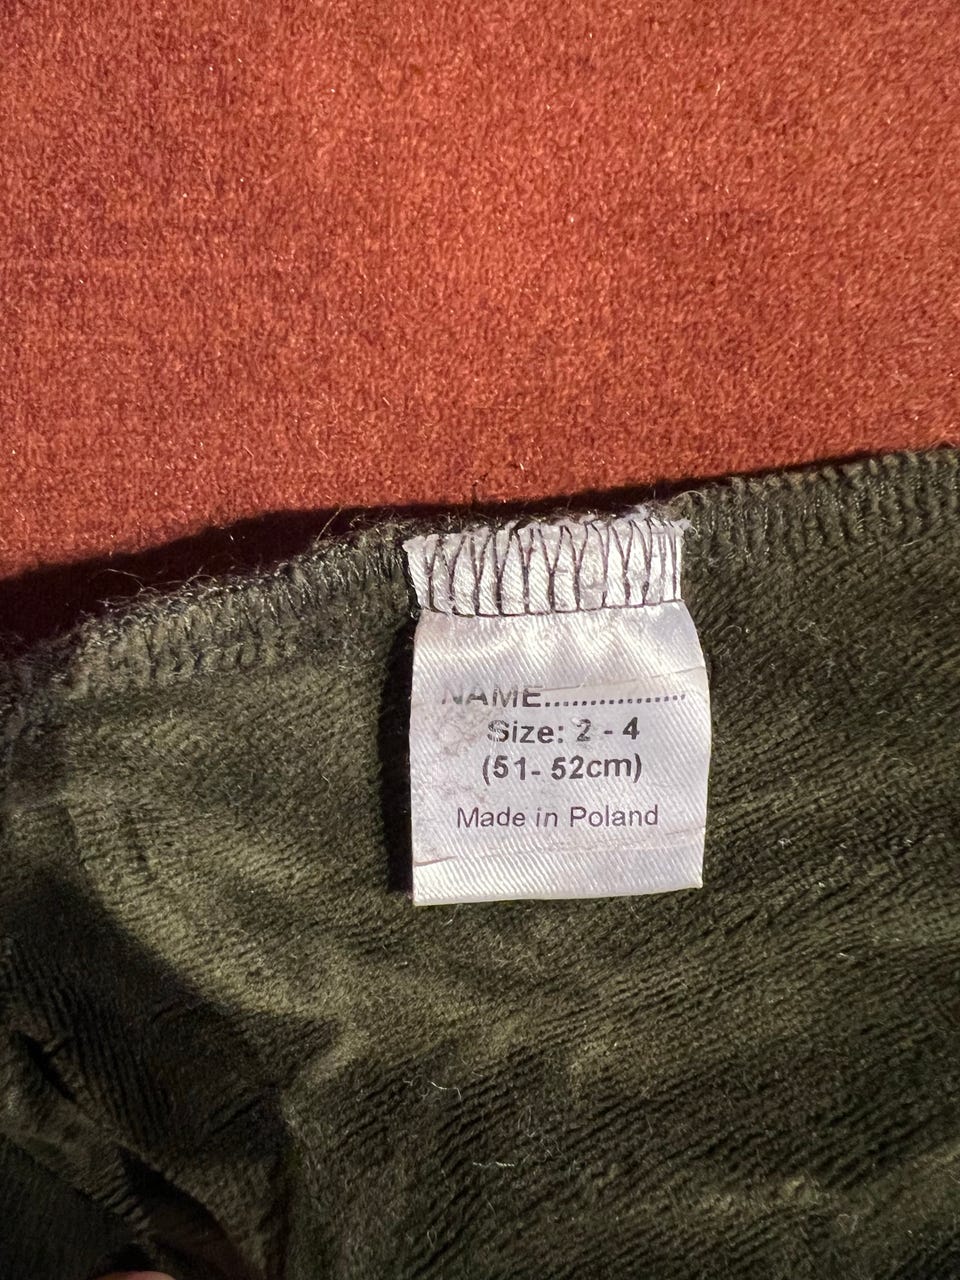 NAME...................
Size: 2 - 4
(51- 52cm)
Made in Poland